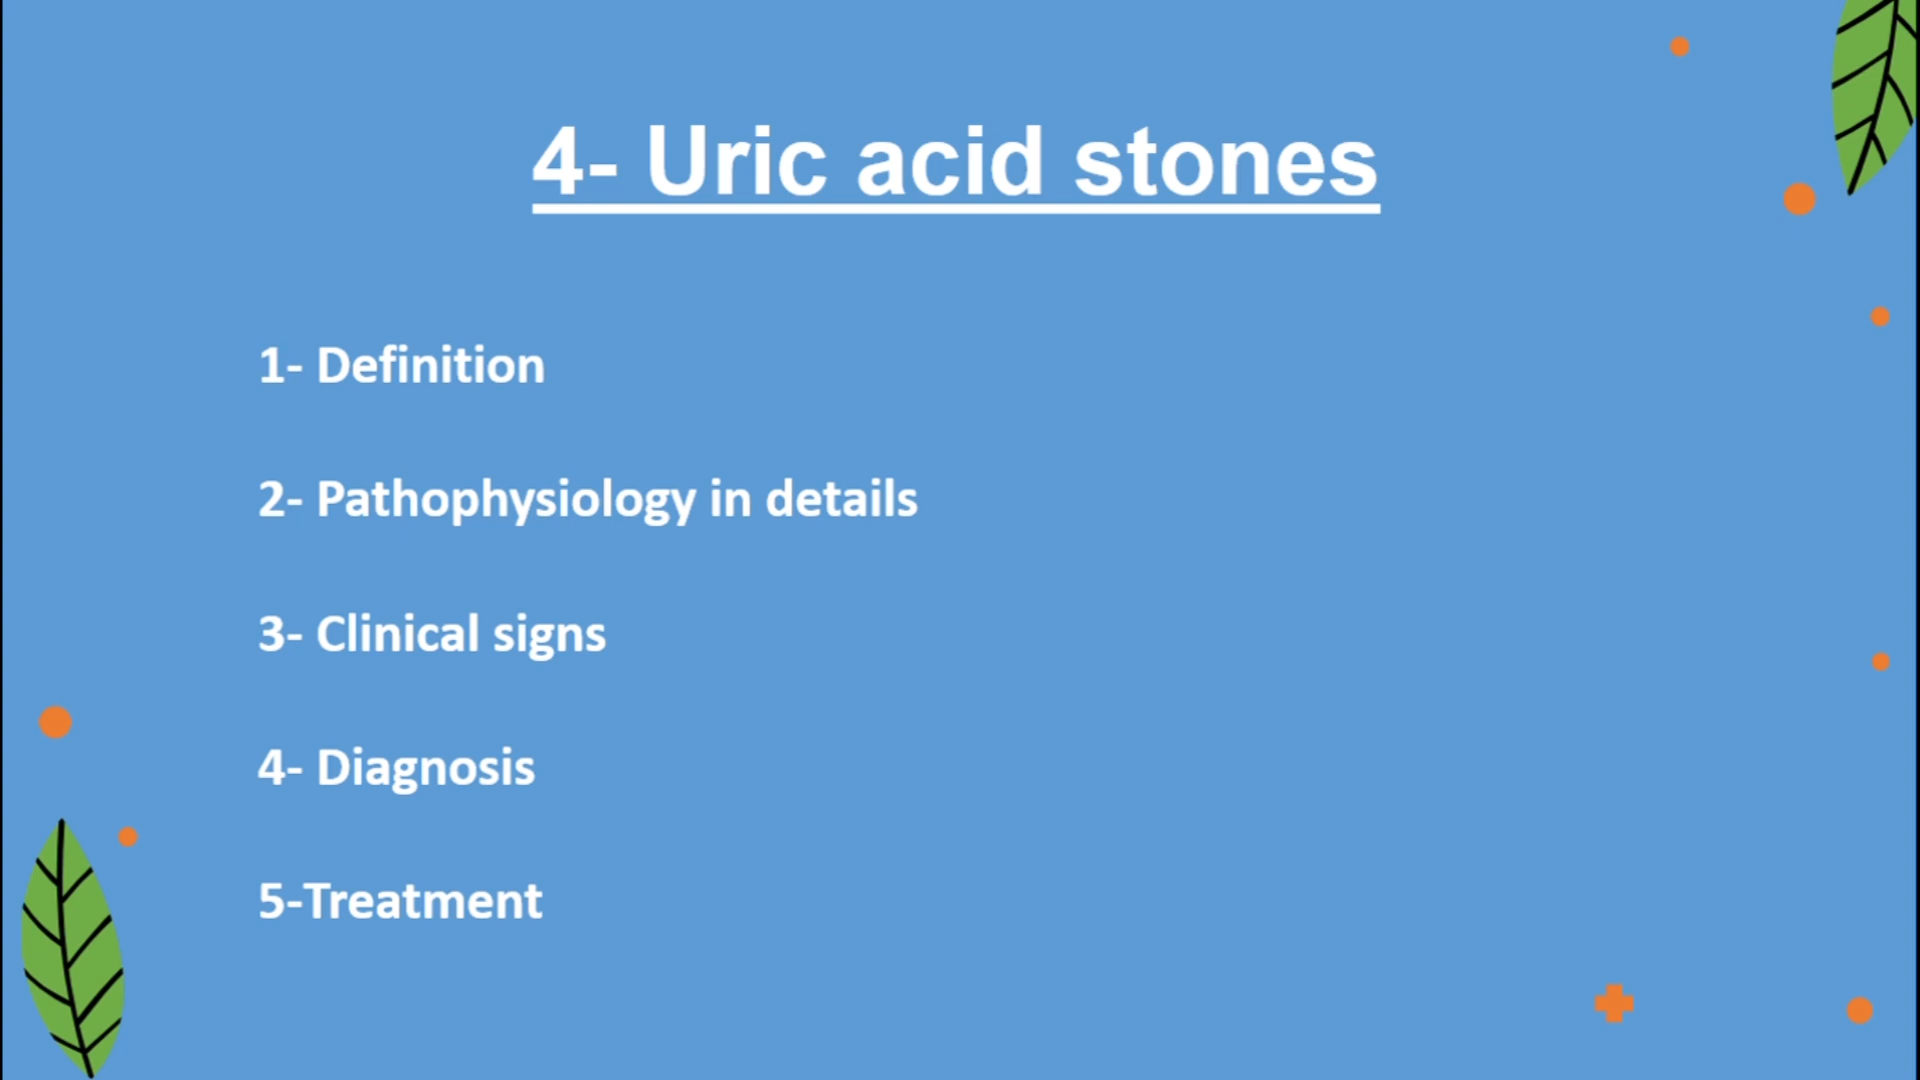 4- Uric acid stones
1- Definition
2- Pathophysiology in details
3- Clinical signs
4- Diagnosis
5-Treatment